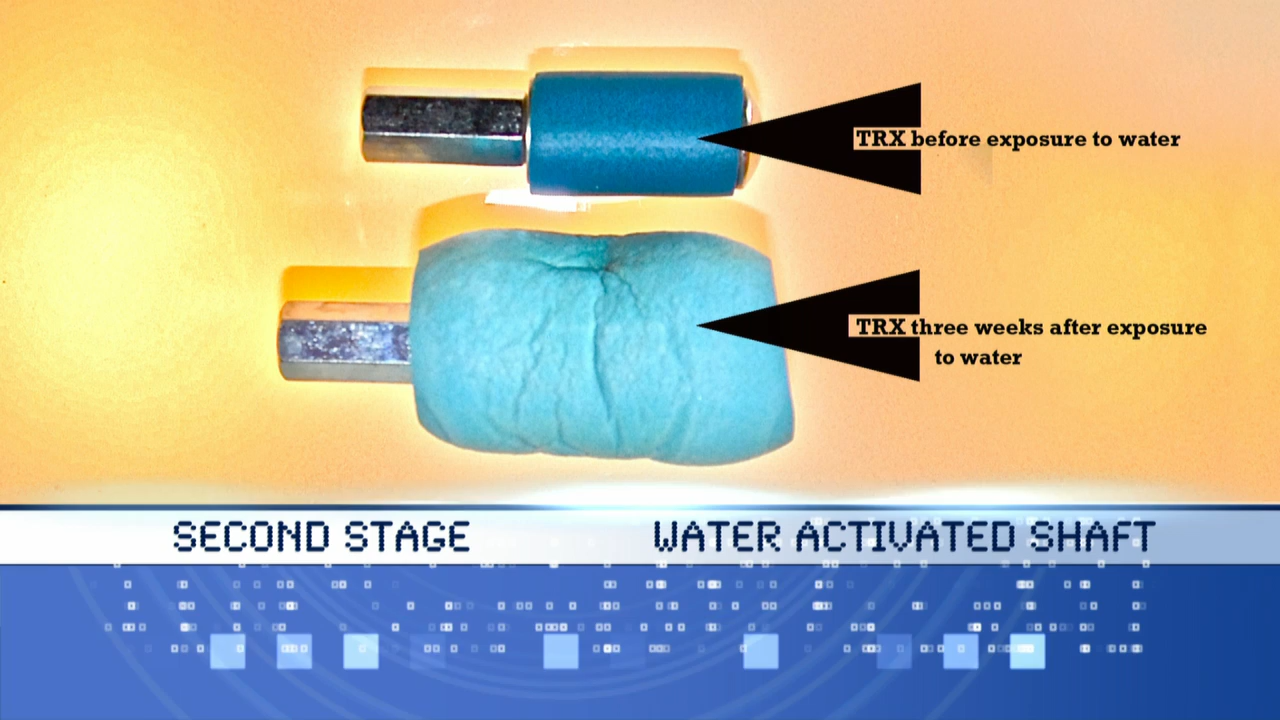 TRX before exposure to water
TRX three weeks after exposure
to water
SECOND STAGE
WATER ACTIVATED SHAFT